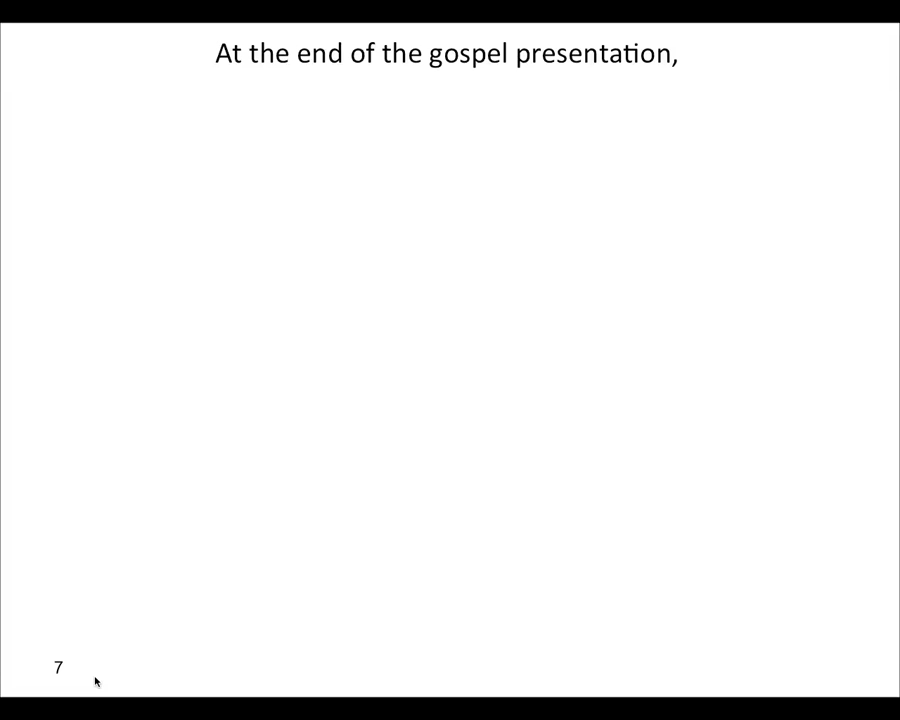 At the end of the gospel presentation,
7